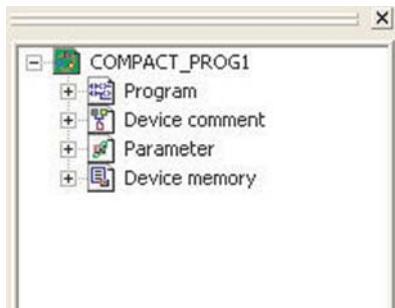 COMPACT_PROG1
Program
Device comment
Parameter
Device memory